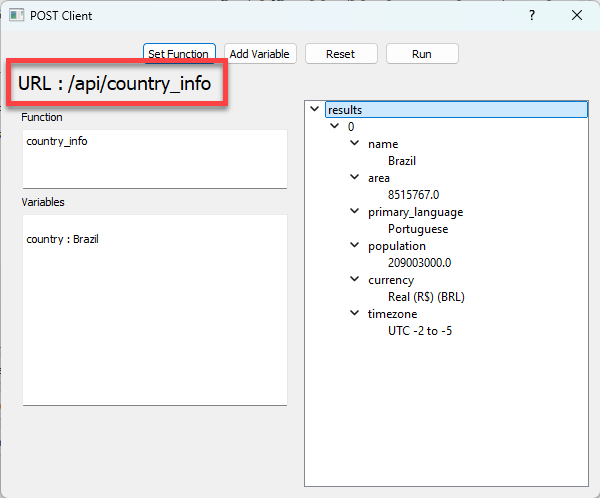 POST Client
?
Set Function
Add Variable
Reset
Run
URL : /api/country_info
Function
country_info
Variables
country : Brazil
results
0
name
Brazil
area
8515767.0
primary_language
Portuguese
population
209003000.0
currency
Real (R$) (BRL)
timezone
UTC -2 to -5